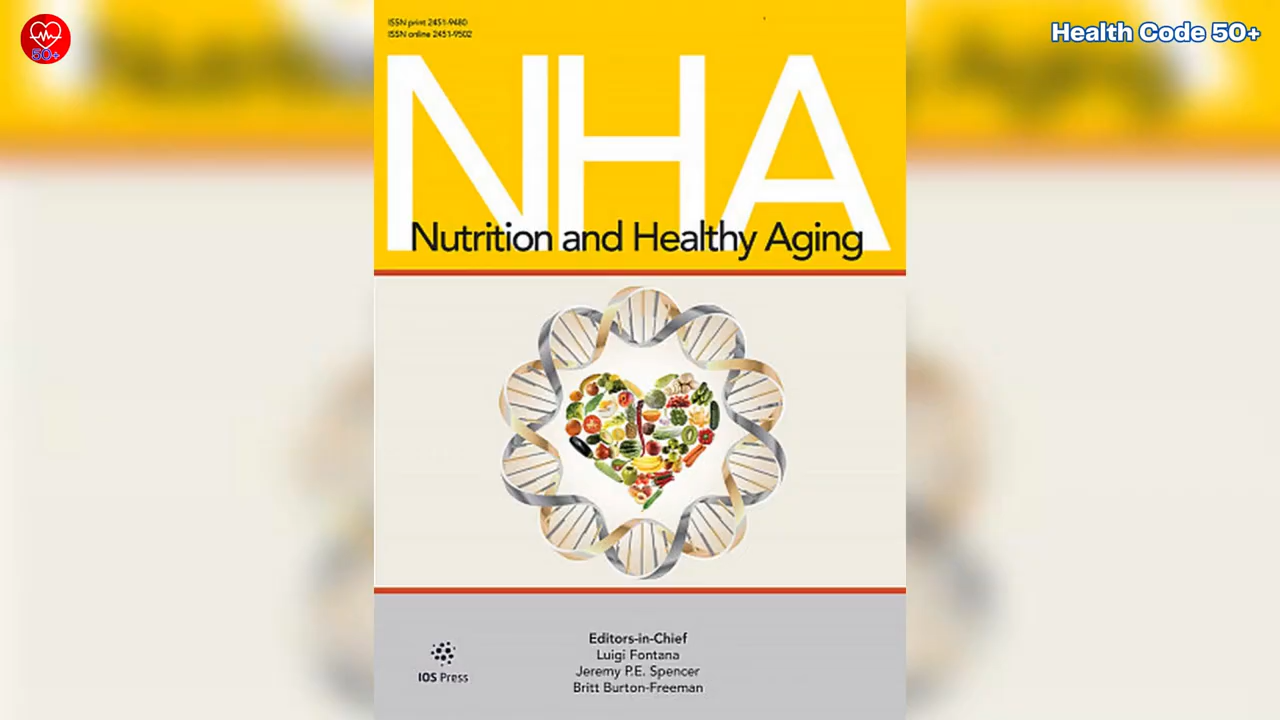 50+
Health Code 50+
ISSN print 2451-9480
ISSN online 2451-9502
NHA
Nutrition and Healthy Aging
Editors-in-Chief
Luigi Fontana
Jeremy P.E. Spencer
Britt Burton-Freeman
IOS Press